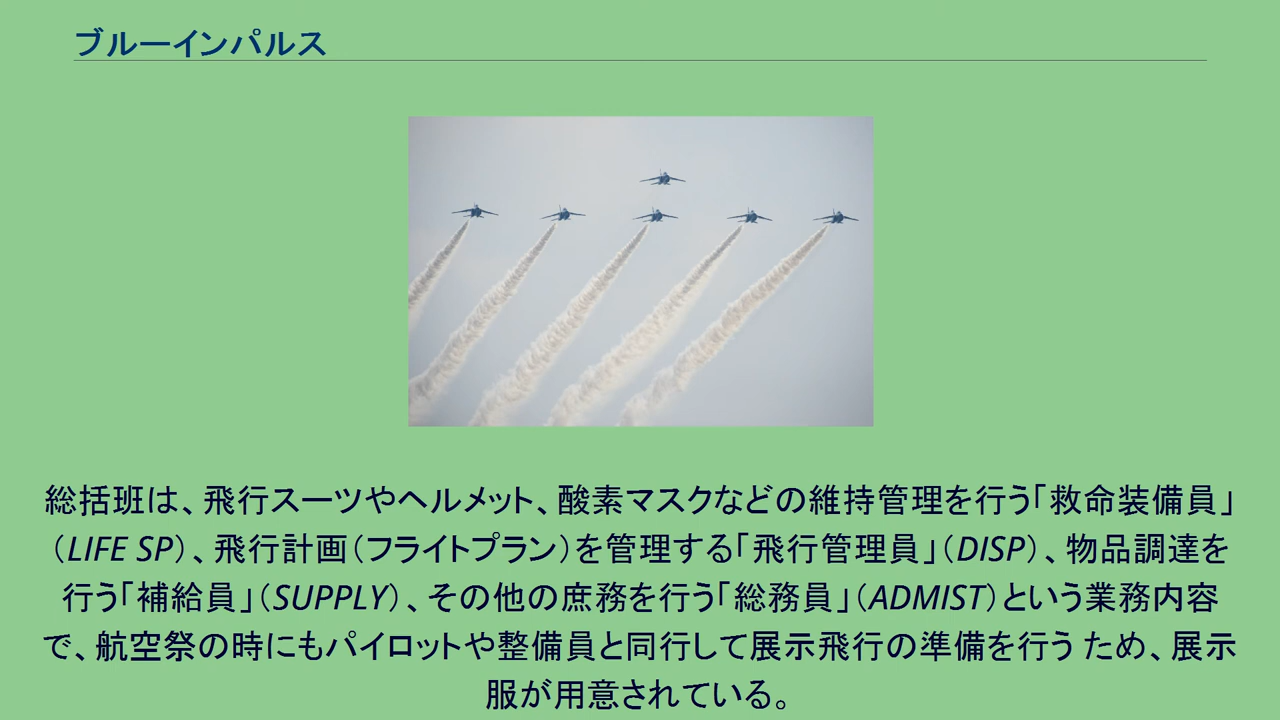 ブルーインパルス
総括班は、飛行スーツやヘルメット、酸素マスクなどの維持管理を行う「救命装備員」
（LIFE SP）、飛行計画（フライトプラン）を管理する「飛行管理員」（DISP）、物品調達を
行う「補給員」（SUPPLY）、その他の庶務を行う「総務員」（ADMIST）という業務内容
で、航空祭の時にもパイロットや整備員と同行して展示飛行の準備を行う ため、展示
服が用意されている。